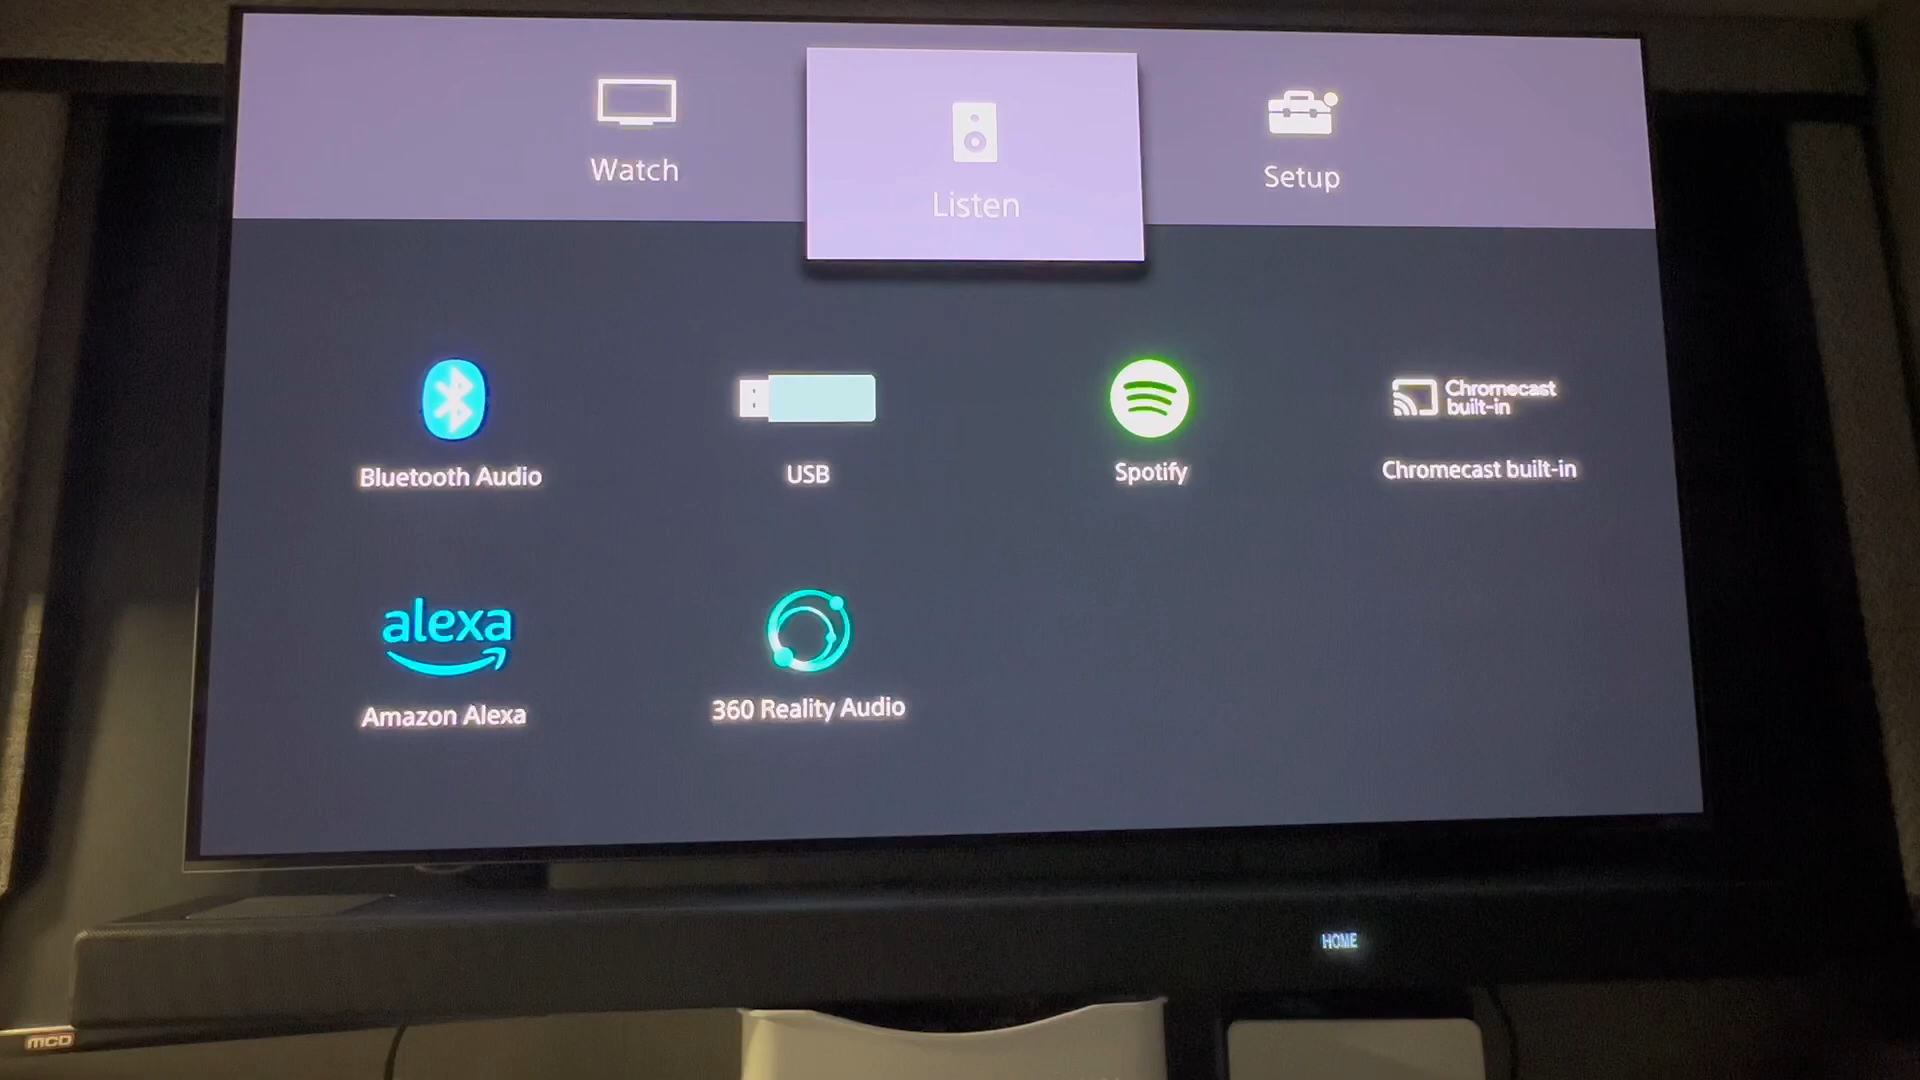 Watch
Listen
Setup
Chromecast
built-in
Bluetooth Audio
USB
Spotify
Chromecast built-in
alexa
Amazon Alexa
360 Reality Audio
HOME
MCD